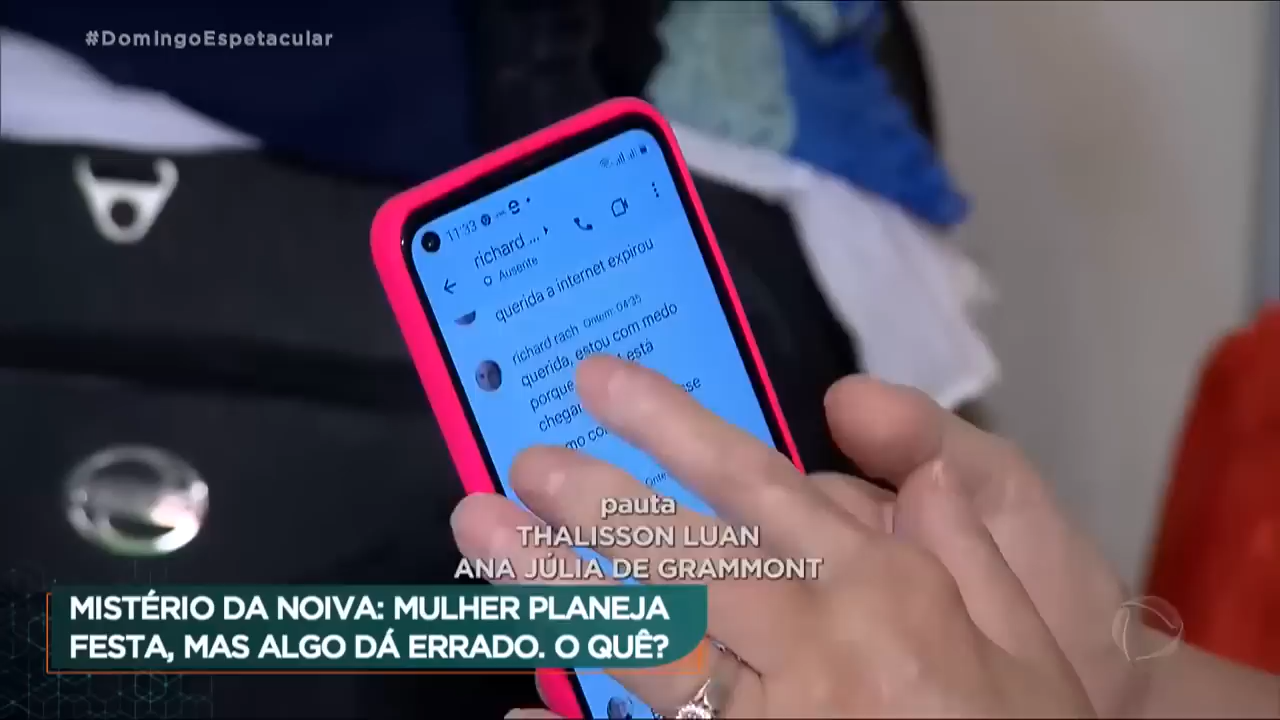 #DomingoEspetacular
11:33
richard ...
Ausente
querida a internet expirou
richard rach Ontem 04:35
querida, estou com medo
porque está
chegar
pauta
THALISSON LUAN
ANA JÚLIA DE GRAMMONT
MISTÉRIO DA NOIVA: MULHER PLANEJA
FESTA, MAS ALGO DÁ ERRADO. O QUÊ?